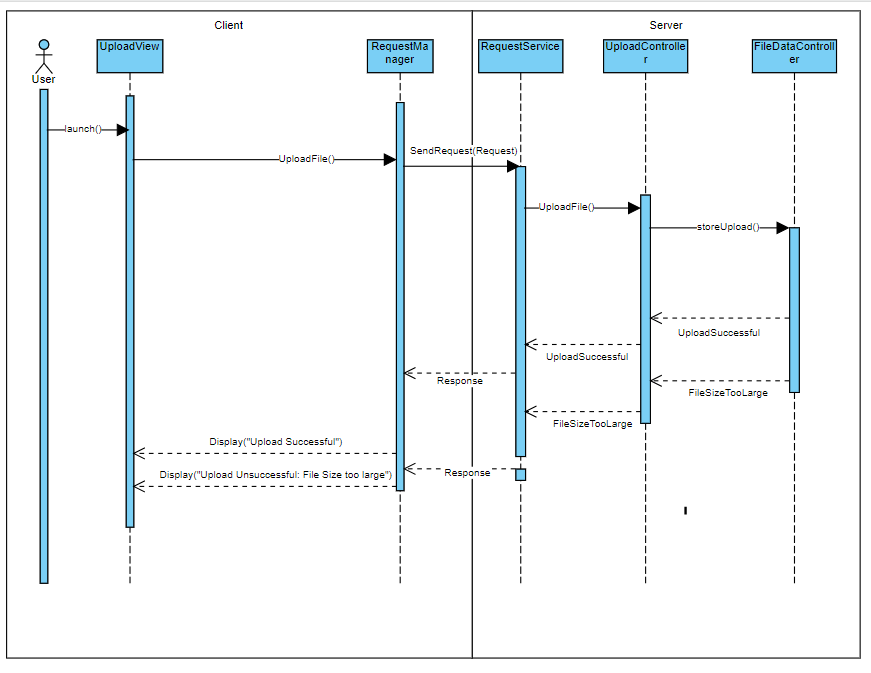 Client
Server
User
UploadView
RequestMa
nager
RequestService
UploadControlle
r
FileDataControll
er
launch()
UploadFile()
SendRequest(Request)
UploadFile()
storeUpload()
UploadSuccessful
UploadSuccessful
Response
FileSizeTooLarge
FileSizeTooLarge
Display("Upload Successful")
Response
Display("Upload Unsuccessful: File Size too large")